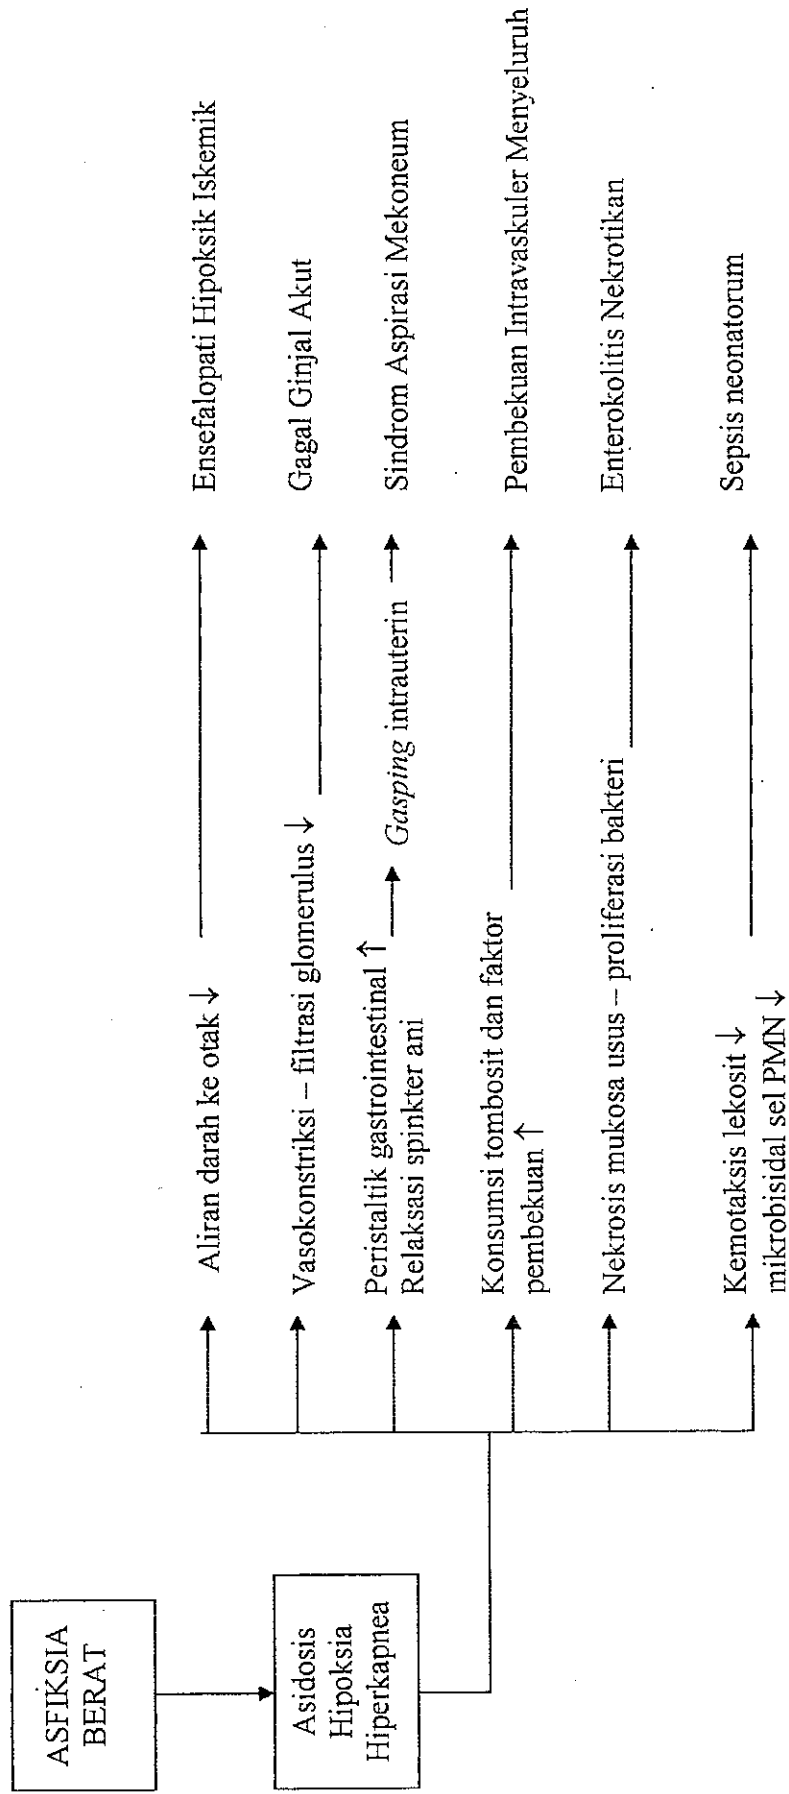 ASFIKSIA
BERAT
Asidosis
Hipoksia
Hiperkapnea
Aliran darah ke otak ↓
Ensefalopati Hipoksik Iskemik
Vasokonstriksi – filtrasi glomerulus ↓
Gagal Ginjal Akut
Peristaltik gastrointestinal ↑
Relaksasi spinkter ani
Gasping intrauterin
Sindrom Aspirasi Mekoneum
Konsumsi tombosit dan faktor
pembekuan ↑
Pembekuan Intravaskuler Menyeluruh
Nekrosis mukosa usus – proliferasi bakteri
Enterokolitis Nekrotikan
Kemotaksis lekosit ↓
mikrobisidal sel PMN ↓
Sepsis neonatorum